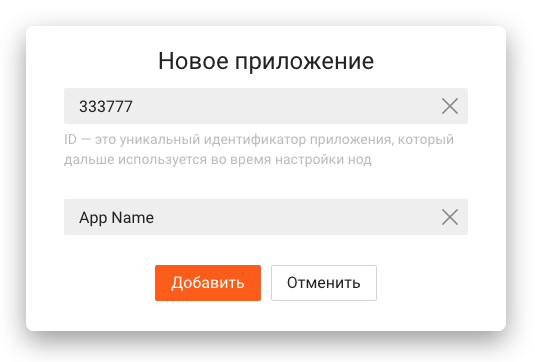 Новое приложение
333777
ID — это уникальный идентификатор приложения, который
дальше используется во время настройки нод
App Name
Добавить
Отменить